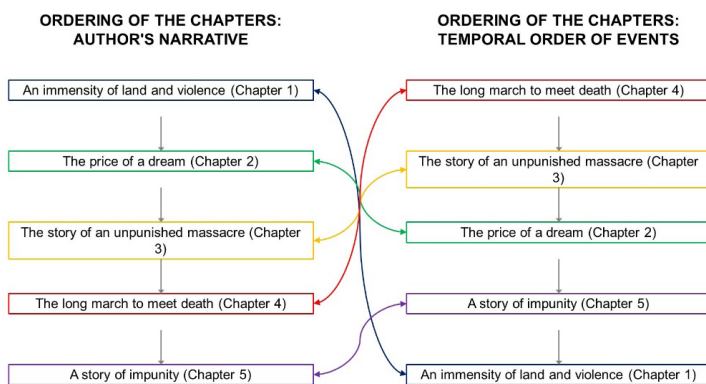 ORDERING OF THE CHAPTERS:
AUTHOR'S NARRATIVE
An immensity of land and violence (Chapter 1)
The price of a dream (Chapter 2)
The story of an unpunished massacre (Chapter
3)
The long march to meet death (Chapter 4)
A story of impunity (Chapter 5)
ORDERING OF THE CHAPTERS:
TEMPORAL ORDER OF EVENTS
The long march to meet death (Chapter 4)
The story of an unpunished massacre (Chapter
3)
The price of a dream (Chapter 2)
A story of impunity (Chapter 5)
An immensity of land and violence (Chapter 1)